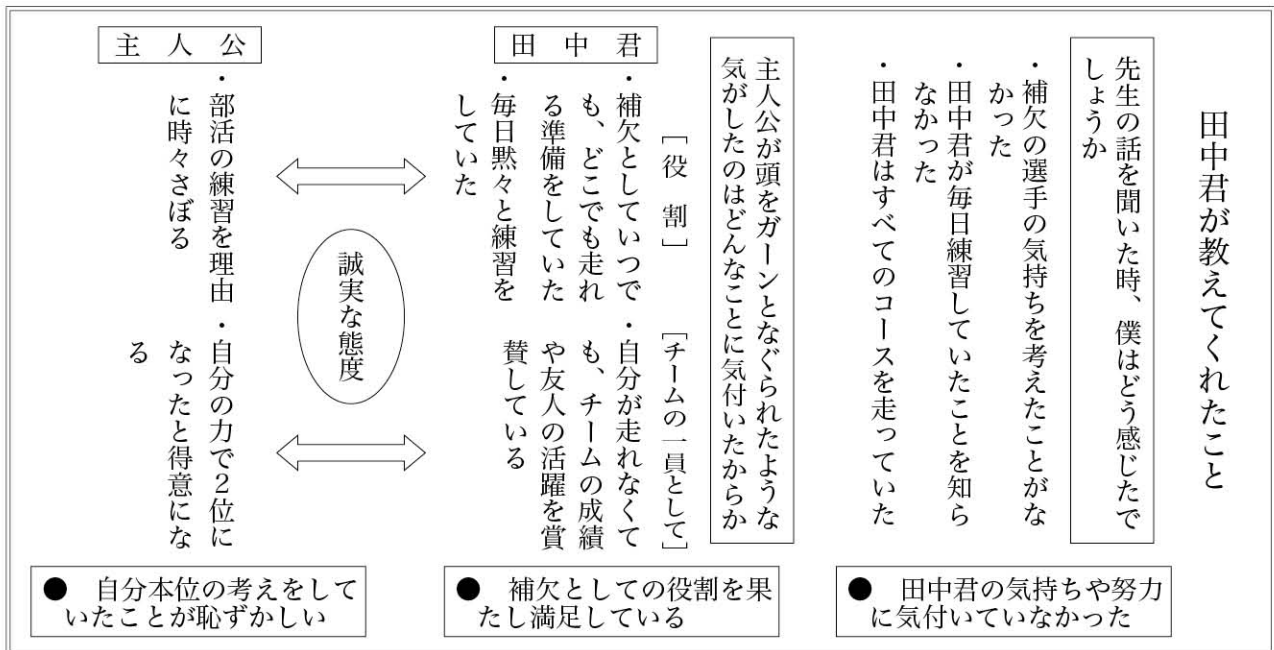 田中君が教えてくれたこと
先生の話を聞いた時、僕はどう感じたで
しょうか
・補欠の選手の気持ちを考えたことがな
かった
・田中君が毎日練習していたことを知ら
なかった
・田中君はすべてのコースを走っていた
● 田中君の気持ちや努力
に気付いていなかった
主人公が頭をガーンとなぐられたような
気がしたのはどんなことに気付いたからか
田中君
[役割]
・補欠としていつで
も、どこでも走れ
る準備をしていた
・毎日黙々と練習を
していた
[チームの一員として]
・自分が走れなくて
も、チームの成績
や友人の活躍を賞
賛している
● 補欠としての役割を果
たし満足している
誠実な態度
主人公
・部活の練習を理由
に時々さぼる
・自分の力で2位に
なったと得意にな
る
● 自分本位の考えをして
いたことが恥ずかしい